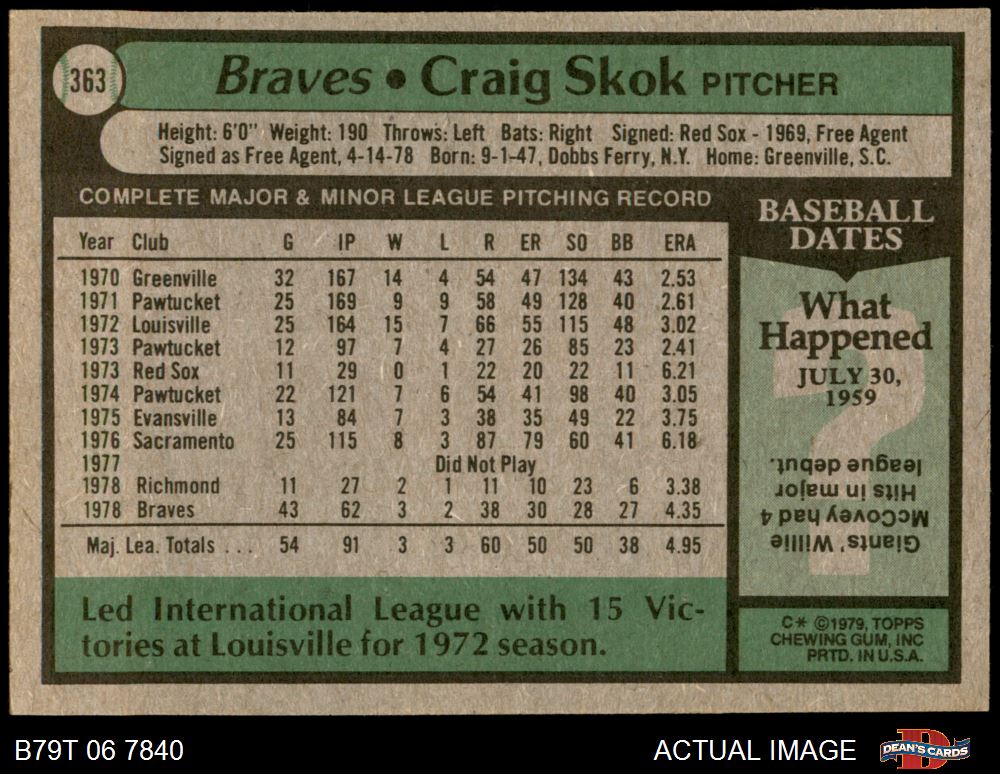 363
Braves • Craig Skok PITCHER
Height: 6'0" Weight: 190 Throws: Left Bats: Right Signed: Red Sox - 1969, Free Agent
Signed as Free Agent, 4-14-78 Born: 9-1-47, Dobbs Ferry, N.Y. Home: Greenville, S.C.
COMPLETE MAJOR & MINOR LEAGUE PITCHING RECORD
Year Club G IP W L R ER SO BB ERA
1970 Greenville 32 167 14 4 54 47 134 43 2.53
1971 Pawtucket 25 169 9 9 58 49 128 40 2.61
1972 Louisville 25 164 15 7 66 55 115 48 3.02
1973 Pawtucket 12 97 7 4 27 26 85 23 2.41
1973 Red Sox 11 29 0 1 22 20 22 11 6.21
1974 Pawtucket 22 121 7 6 54 41 98 40 3.05
1975 Evansville 13 84 7 3 38 35 49 22 3.75
1976 Sacramento 25 115 8 3 87 79 60 41 6.18
1977 Did Not Play
1978 Richmond 11 27 2 1 11 10 23 6 3.38
1978 Braves 43 62 3 2 38 30 28 27 4.35
Maj. Lea. Totals . . . 54 91 3 3 60 50 50 38 4.95
Led International League with 15 Vic-
tories at Louisville for 1972 season.
BASEBALL
DATES
What
Happened
JULY 30,
1959
?
Giants' Willie
McCovey had 4
Hits in major
league debut.
C* ©1979, TOPPS
CHEWING GUM, INC
PRTD. IN U.S.A.
B79T 06 7840
ACTUAL IMAGE
D
DEAN'S CARDS